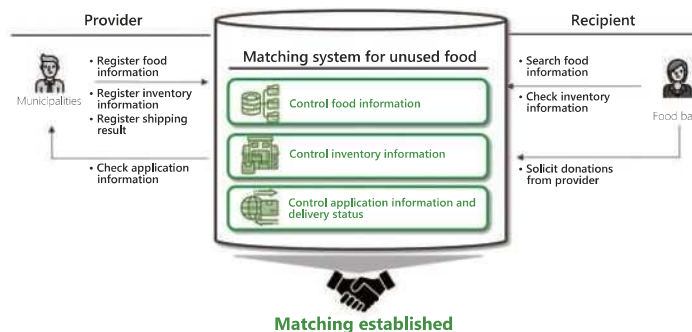 Provider
Municipalities
• Register food
information
• Register inventory
information
• Register shipping
result
• Check application
information
Matching system for unused food
Control food information
Control inventory information
Control application information and
delivery status
Matching established
Recipient
• Search food
information
• Check inventory
information
Food ba
• Solicit donations
from provider